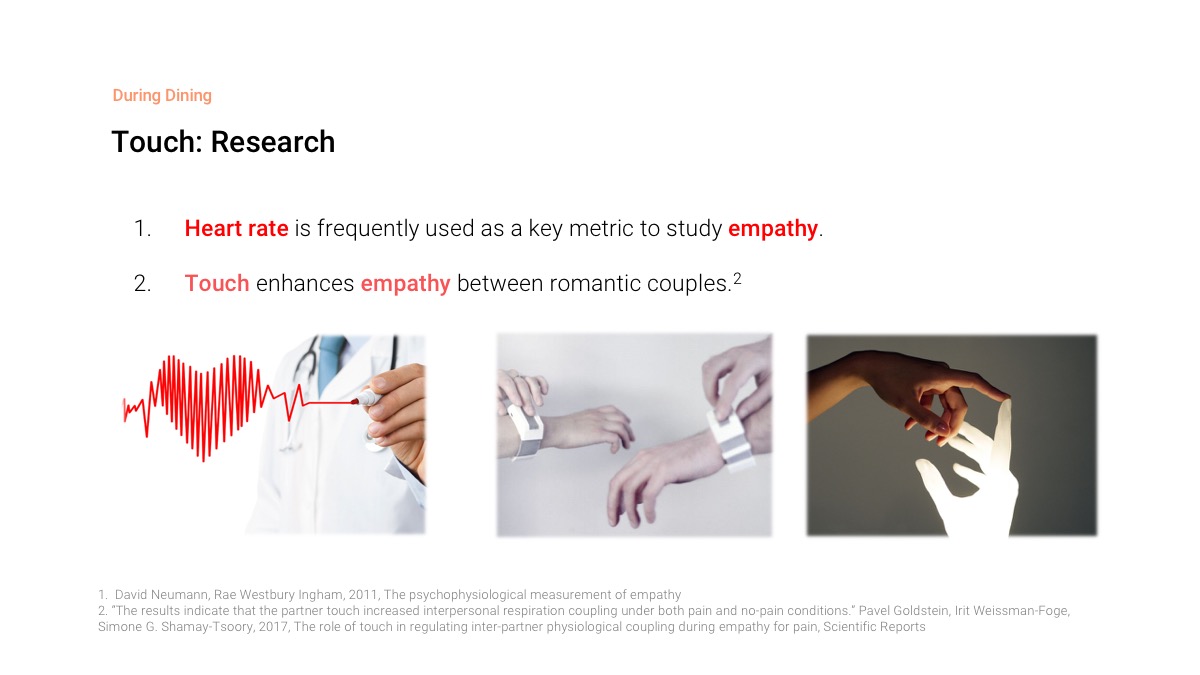 During Dining
Touch: Research
1. Heart rate is frequently used as a key metric to study empathy.
2. Touch enhances empathy between romantic couples.2
1. David Neumann, Rae Westbury Ingham, 2011, The psychophysiological measurement of empathy
2. “The results indicate that the partner touch increased interpersonal respiration coupling under both pain and no-pain conditions.” Pavel Goldstein, Irit Weissman-Foge,
Simone G. Shamay-Tsoory, 2017, The role of touch in regulating inter-partner physiological coupling during empathy for pain, Scientific Reports